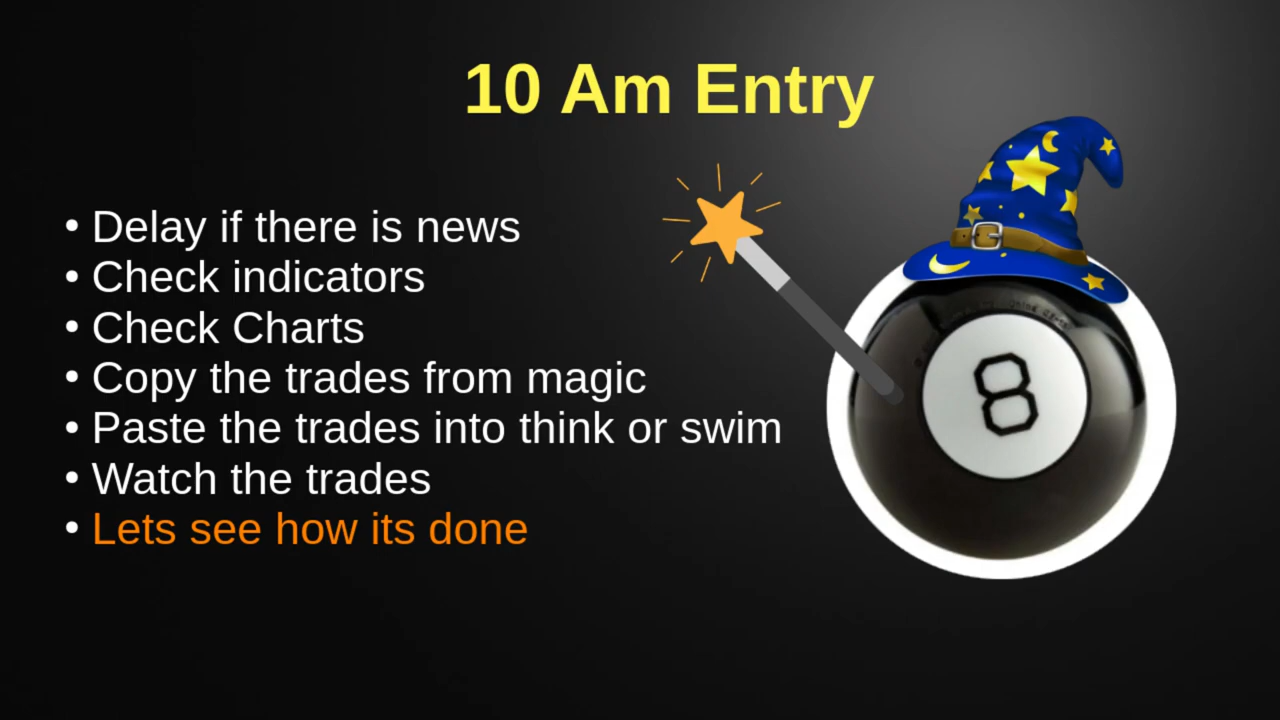 10 Am Entry
• Delay if there is news
• Check indicators
• Check Charts
• Copy the trades from magic
• Paste the trades into think or swim
• Watch the trades
• Lets see how its done
8